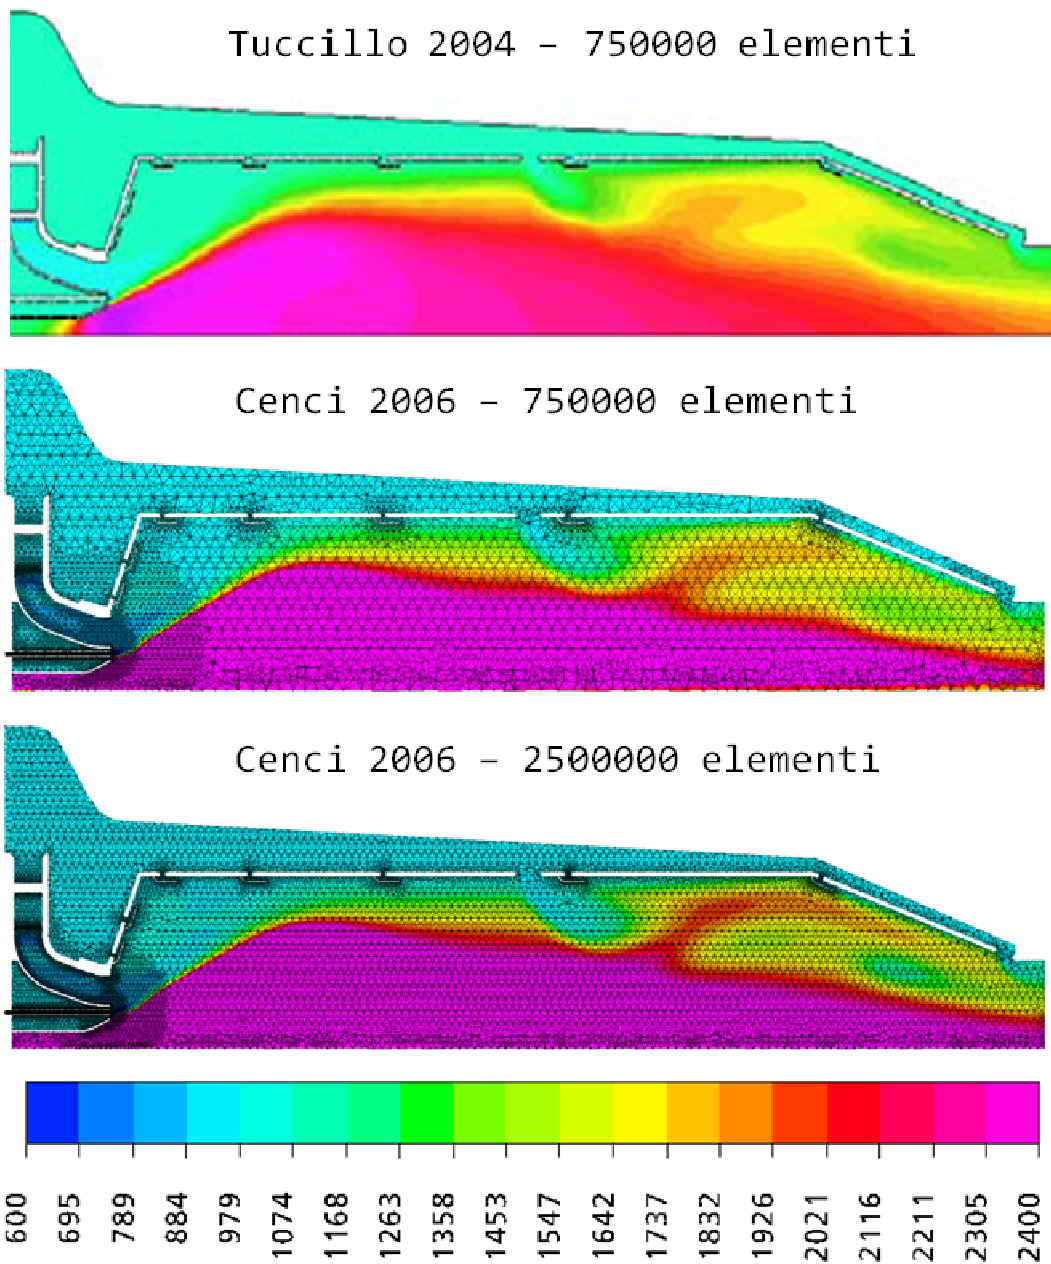 Tuccillo 2004 – 750000 elementi
Cenci 2006 – 750000 elementi
Cenci 2006 – 2500000 elementi
600 695 789 884 979 1074 1168 1263 1358 1453 1547 1642 1737 1832 1926 2021 2116 2211 2305 2400